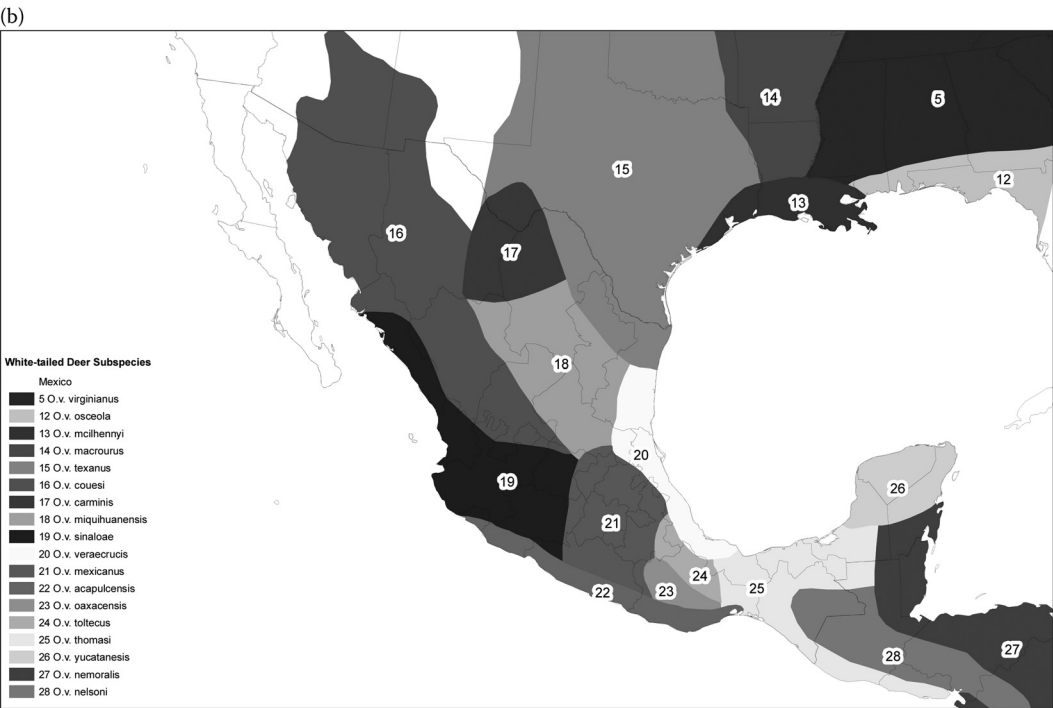 (b)
14
5
15
12
13
16
17
18
20
19
26
21
24
23
25
22
28
27
White-tailed Deer Subspecies
Mexico
5 O.v. virginianus
12 O.v. osceola
13 O.v. mcilhennyi
14 O.v. macrourus
15 O.v. texanus
16 O.v. couesi
17 O.v. carminis
18 O.v. miquihuanensis
19 O.v. sinaloae
20 O.v. veraecrucis
21 O.v. mexicanus
22 O.v. acapulcensis
23 O.v. oaxacensis
24 O.v. toltecus
25 O.v. thomasi
26 O.v. yucatanesis
27 O.v. nemoralis
28 O.v. nelsoni